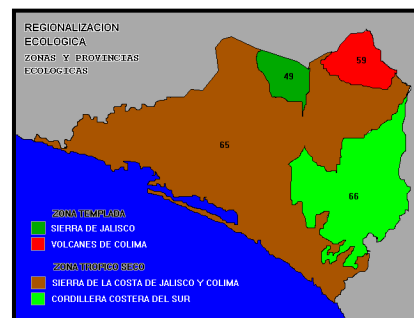 REGIONALIZACION
ECOLOGICA
ZONAS Y PROVINCIAS
ECOLOGICAS
49
59
65
66
ZONA TEMPLADA
SIERRA DE JALISCO
VOLCANES DE COLIMA
ZONA TROPICO SECO
SIERRA DE LA COSTA DE JALISCO Y COLIMA
CORDILLERA COSTERA DEL SUR